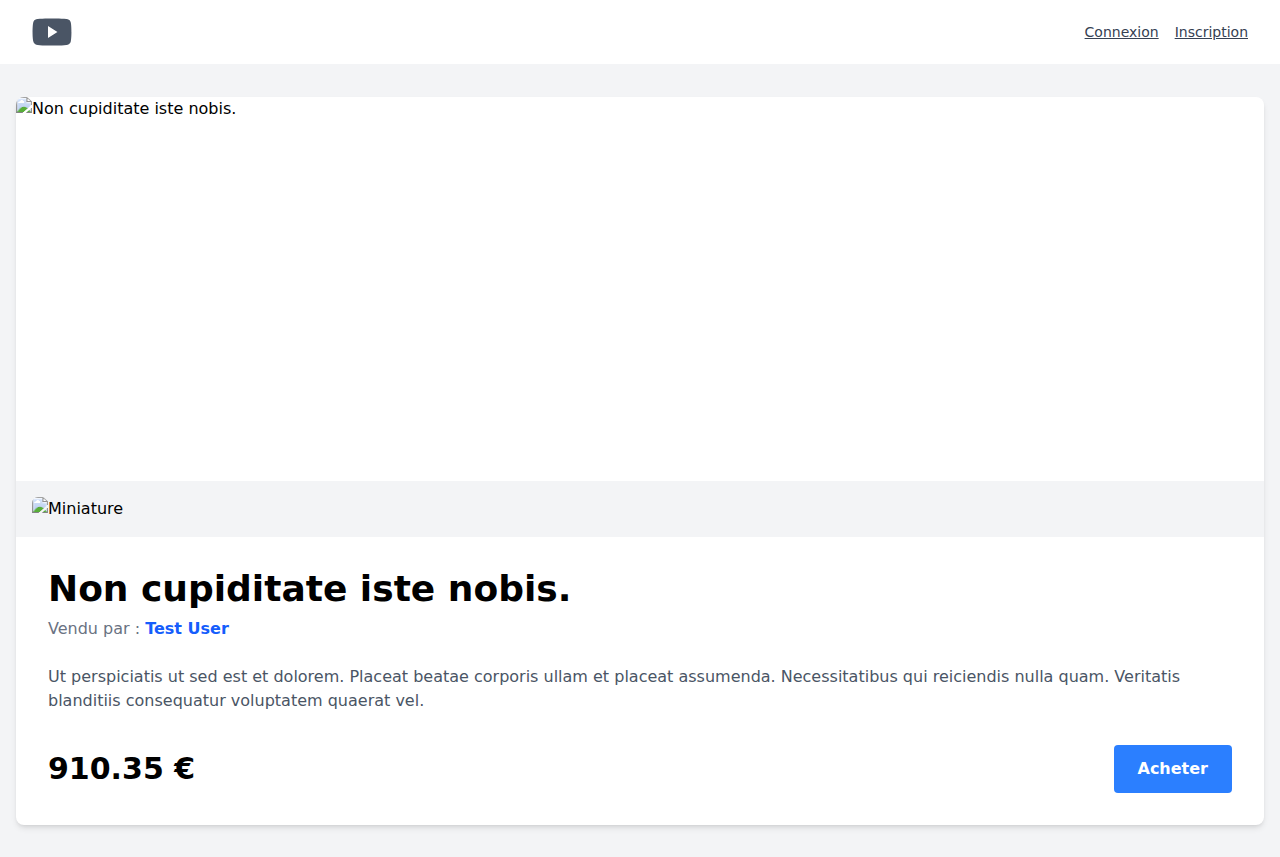 Connexion Inscription
Non cupiditate iste nobis.
Miniature
Non cupiditate iste nobis.
Vendu par : Test User
Ut perspiciatis ut sed est et dolorem. Placeat beatae corporis ullam et placeat assumenda. Necessitatibus qui reiciendis nulla quam. Veritatis
blanditiis consequatur voluptatem quaerat vel.
910.35 €
Acheter